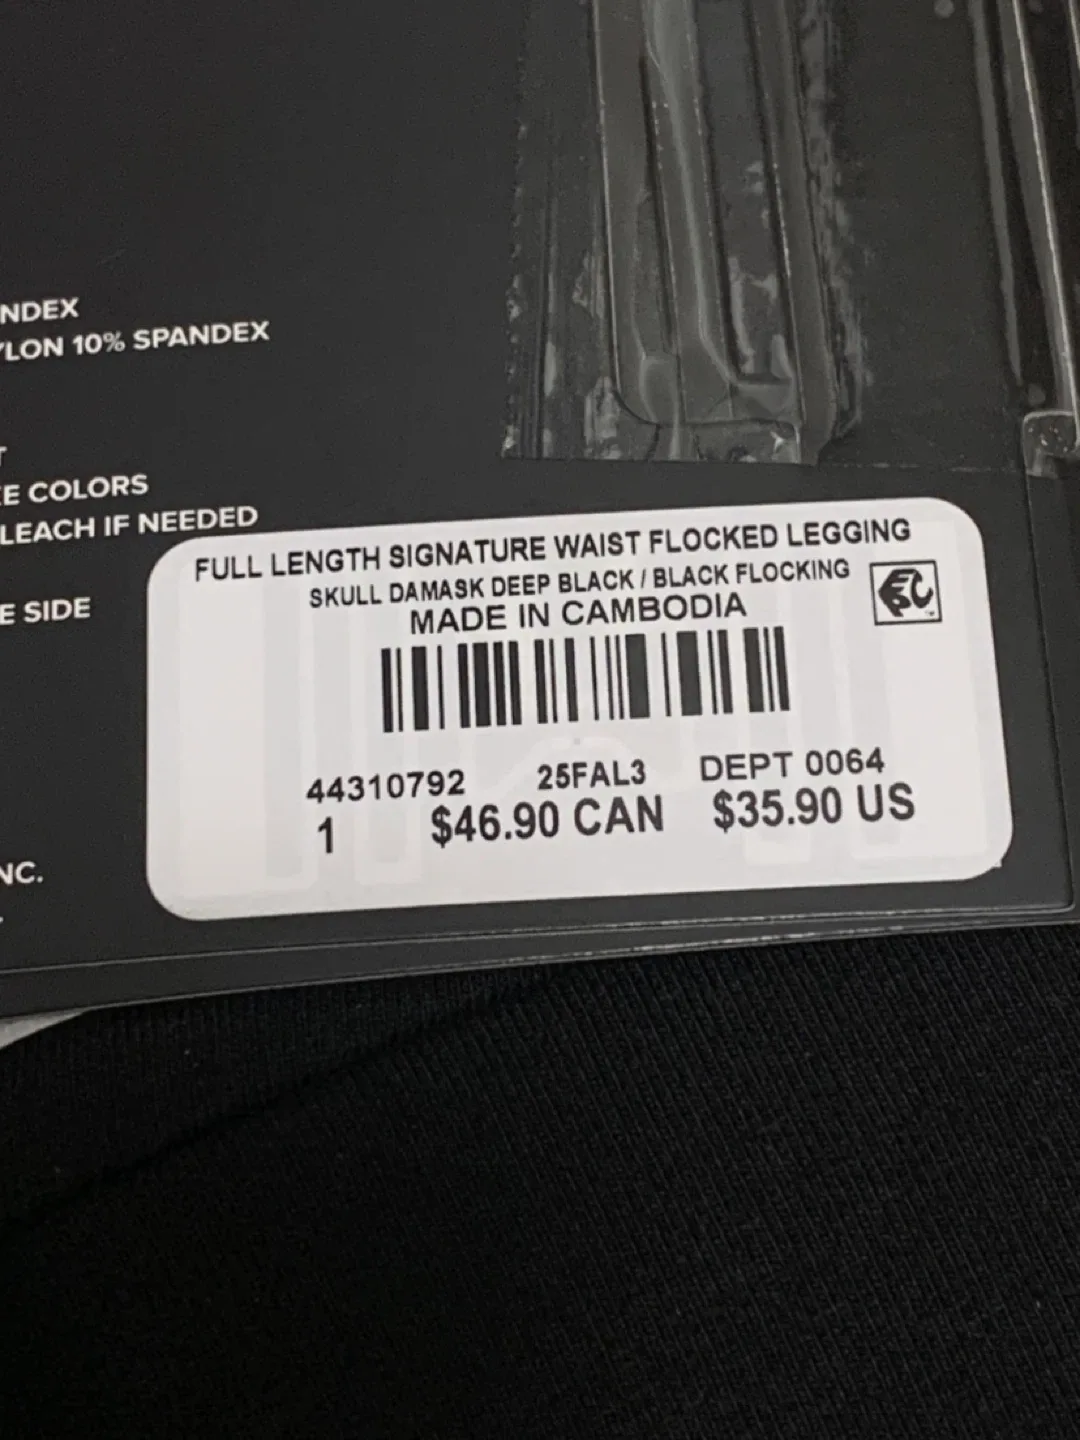 NDEX
YLON 10% SPANDEX
T
E COLORS
LEACH IF NEEDED
E SIDE
NC.
FULL LENGTH SIGNATURE WAIST FLOCKED LEGGING
SKULL DAMASK DEEP BLACK / BLACK FLOCKING
MADE IN CAMBODIA
44310792 25FAL3 DEPT 0064
1 $46.90 CAN $35.90 US